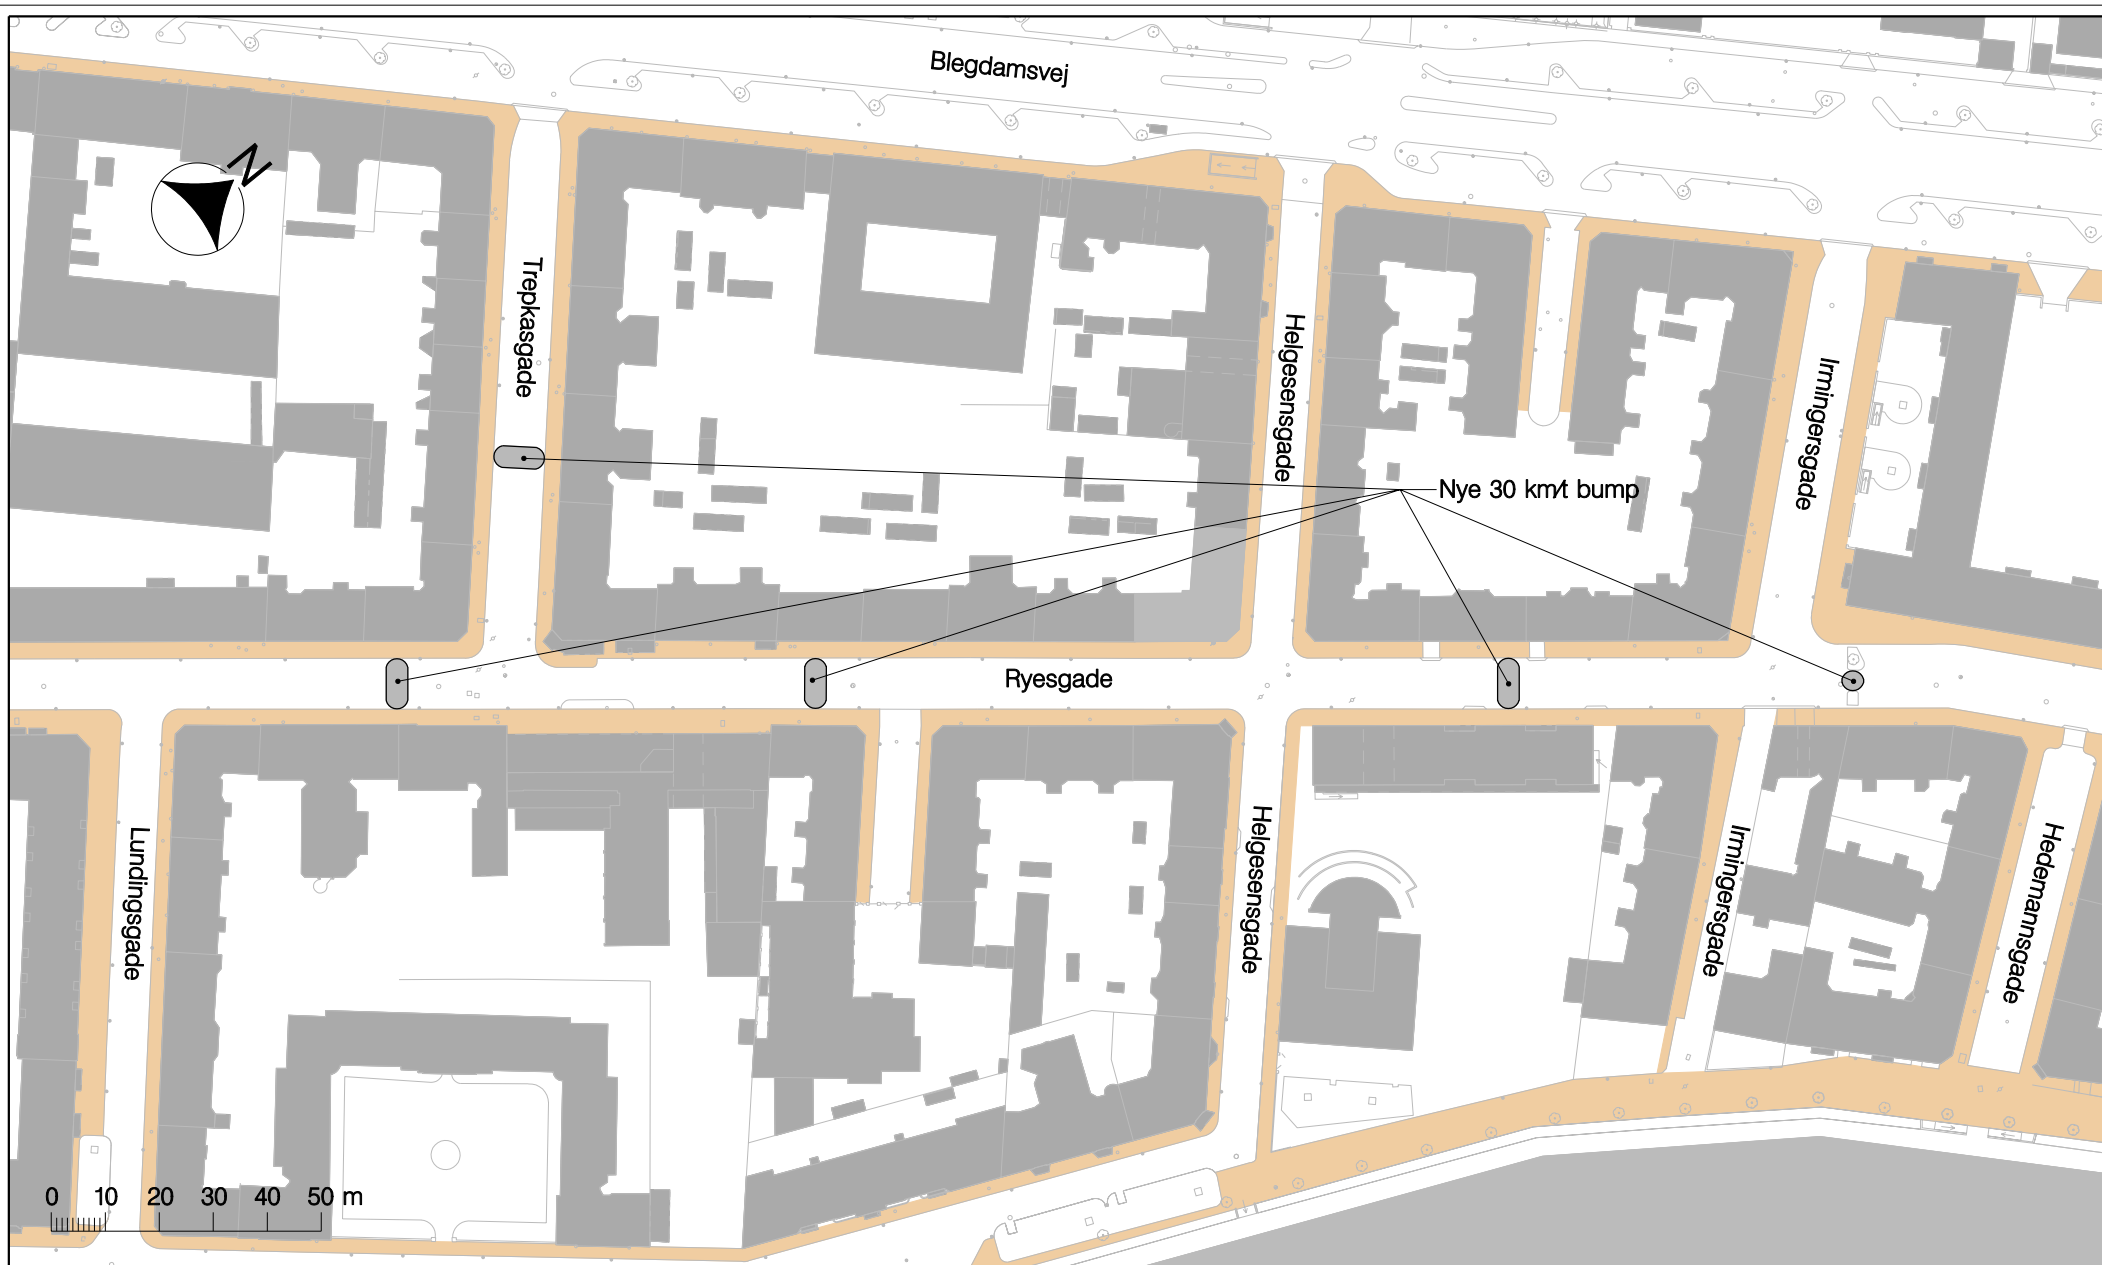 Blegdamsvej
N
Trepkasgade
Helgesensgade
Irmingersgade
Nye 30 km/t bump
Ryesgade
Lundingsgade
Helgesensgade
Irmingersgade
Hedemannsgade
0 10 20 30 40 50 m